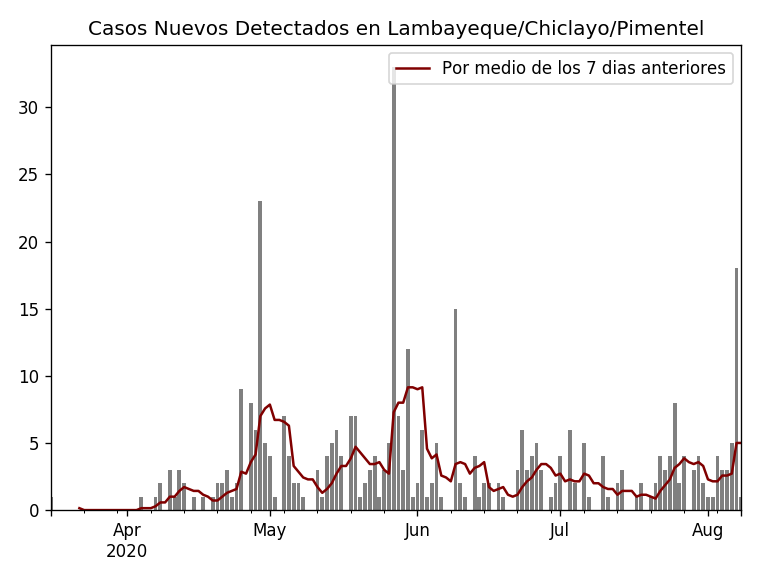 Casos Nuevos Detectados en Lambayeque/Chiclayo/Pimentel
Por medio de los 7 dias anteriores
30
25
20
15
10
5
0
Apr
2020
May
Jun
Jul
Aug